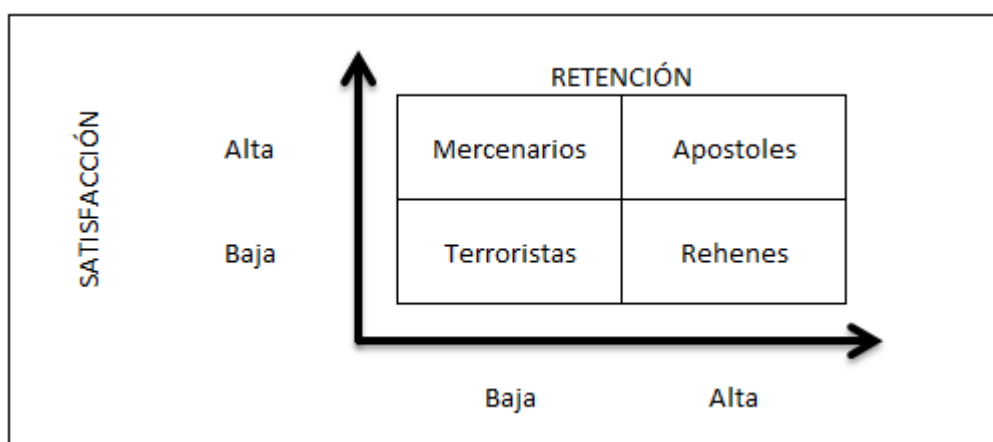 RETENCIÓN
SATISFACCIÓN
Alta
Mercenarios
Apostoles
Baja
Terroristas
Rehenes
Baja
Alta